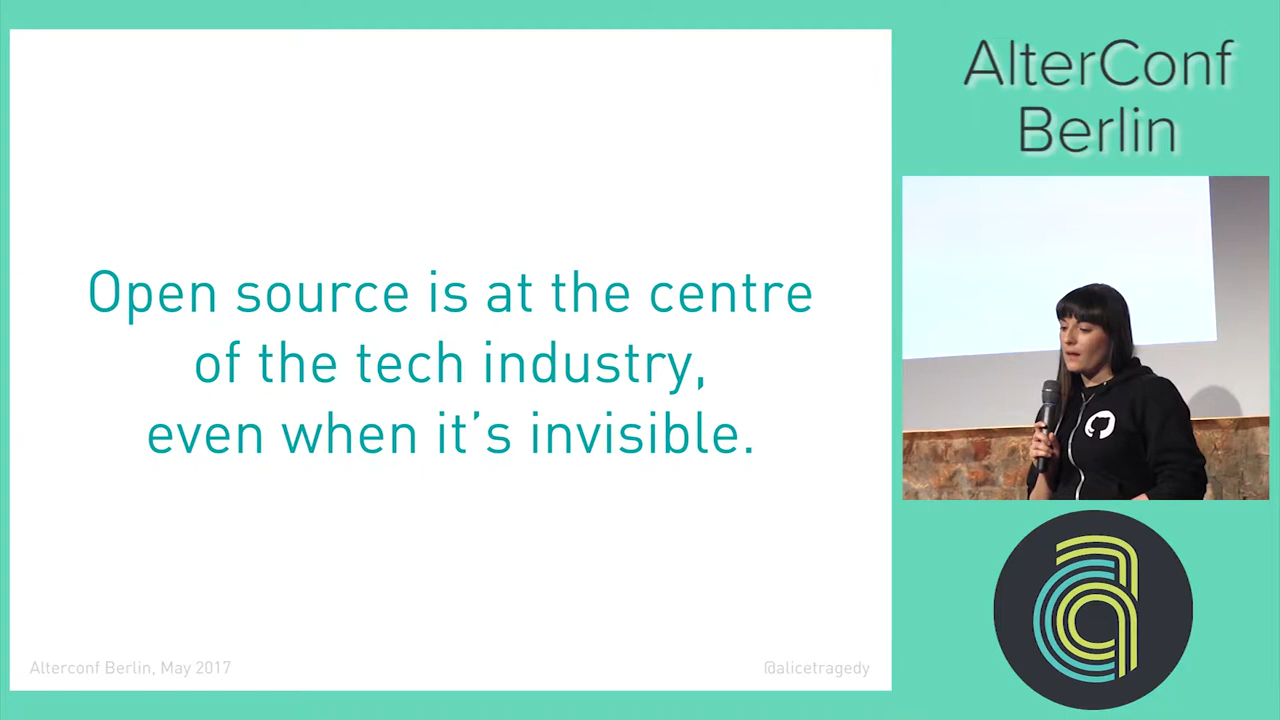 AlterConf
Berlin
Open source is at the centre
of the tech industry,
even when it's invisible.
Alterconf Berlin, May 2017
@alicetragedy